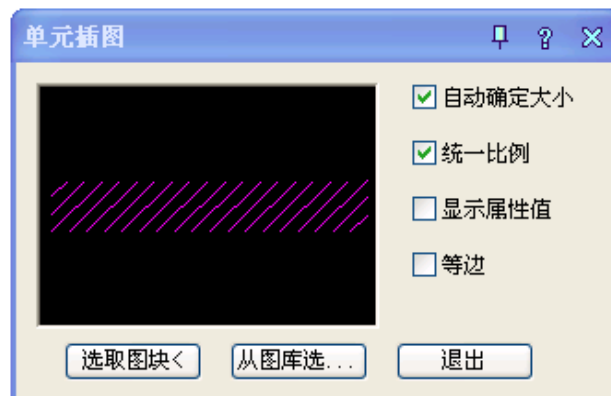 单元插图
自动确定大小
统一比例
显示属性值
等边
选取图块<
从图库选...
退出